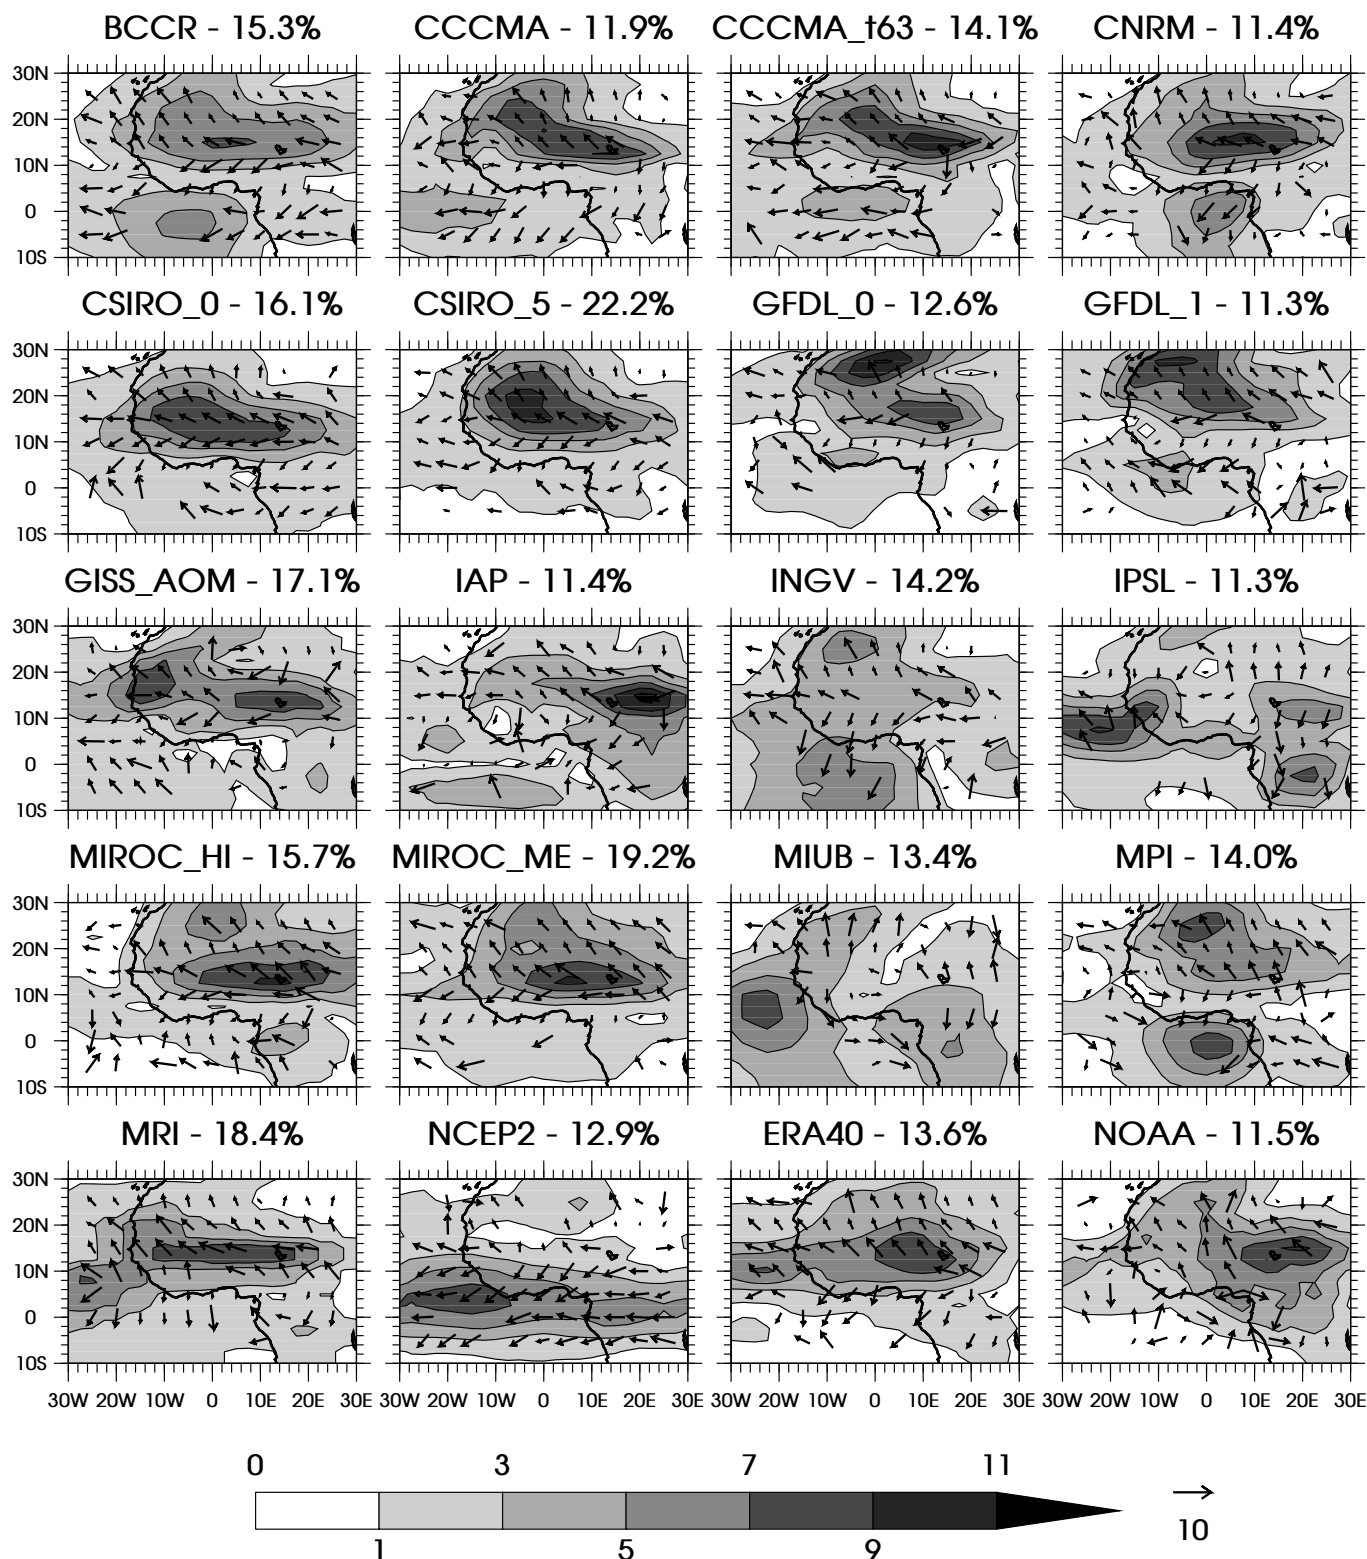 BCCR - 15.3% CCCMA - 11.9% CCCMA_t63 - 14.1% CNRM - 11.4%
30N
20N
10N
0
10S
CSIRO_0 - 16.1% CSIRO_5 - 22.2% GFDL_0 - 12.6% GFDL_1 - 11.3%
30N
20N
10N
0
10S
GISS_AOM - 17.1% IAP - 11.4% INGV - 14.2% IPSL - 11.3%
30N
20N
10N
0
10S
MIROC_HI - 15.7% MIROC_ME - 19.2% MIUB - 13.4% MPI - 14.0%
30N
20N
10N
0
10S
MRI - 18.4% NCEP2 - 12.9% ERA40 - 13.6% NOAA - 11.5%
30N
20N
10N
0
10S
30W 20W 10W 0 10E 20E 30W 20W 10W 0 10E 20E 30W 20W 10W 0 10E 20E 30W 20W 10W 0 10E 20E 30E
0 3 7 11
1 5 9
10